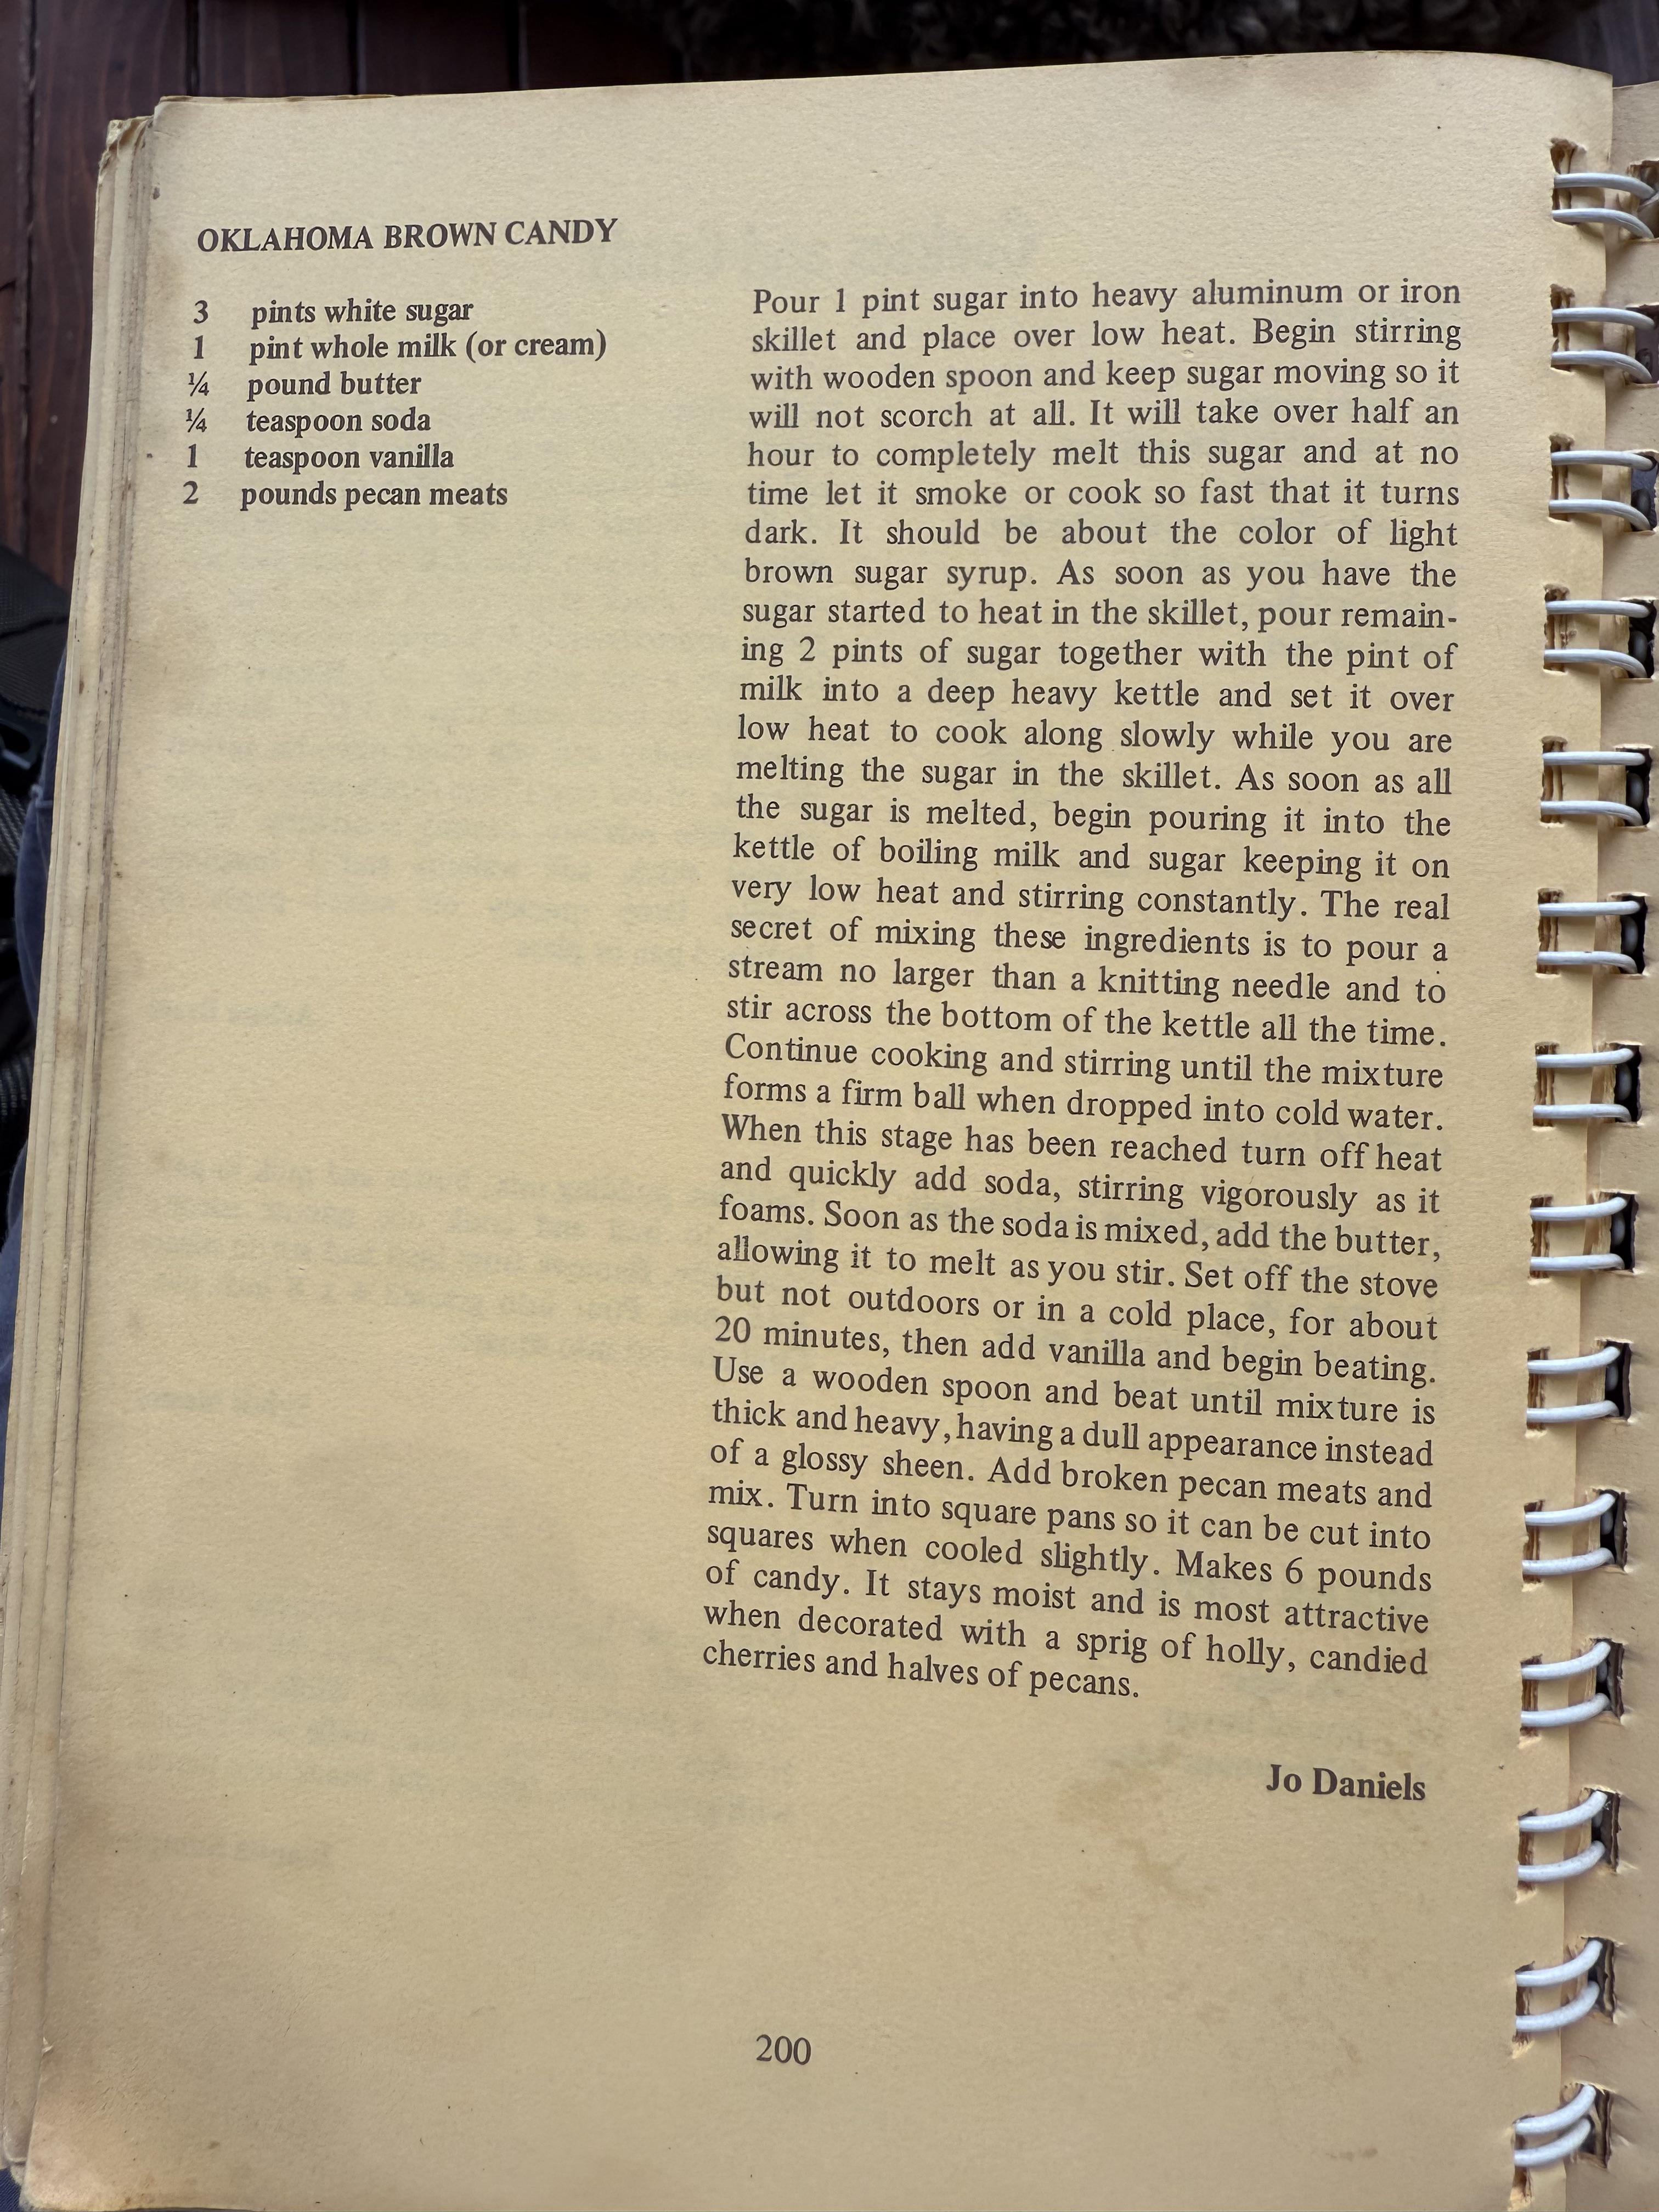 OKLAHOMA BROWN CANDY
3 pints white sugar
1 pint whole milk (or cream)
¼ pound butter
¼ teaspoon soda
1 teaspoon vanilla
2 pounds pecan meats
Pour 1 pint sugar into heavy aluminum or iron
skillet and place over low heat. Begin stirring
with wooden spoon and keep sugar moving so it
will not scorch at all. It will take over half an
hour to completely melt this sugar and at no
time let it smoke or cook so fast that it turns
dark. It should be about the color of light
brown sugar syrup. As soon as you have the
sugar started to heat in the skillet, pour remain-
ing 2 pints of sugar together with the pint of
milk into a deep heavy kettle and set it over
low heat to cook along slowly while you are
melting the sugar in the skillet. As soon as all
the sugar is melted, begin pouring it into the
kettle of boiling milk and sugar keeping it on
very low heat and stirring constantly. The real
secret of mixing these ingredients is to pour a
stream no larger than a knitting needle and to
stir across the bottom of the kettle all the time.
Continue cooking and stirring until the mixture
forms a firm ball when dropped into cold water.
When this stage has been reached turn off heat
and quickly add soda, stirring vigorously as it
foams. Soon as the soda is mixed, add the butter,
allowing it to melt as you stir. Set off the stove
but not outdoors or in a cold place, for about
20 minutes, then add vanilla and begin beating.
Use a wooden spoon and beat until mixture is
thick and heavy, having a dull appearance instead
of a glossy sheen. Add broken pecan meats and
mix. Turn into square pans so it can be cut into
squares when cooled slightly. Makes 6 pounds
of candy. It stays moist and is most attractive
when decorated with a sprig of holly, candied
cherries and halves of pecans.
Jo Daniels
200